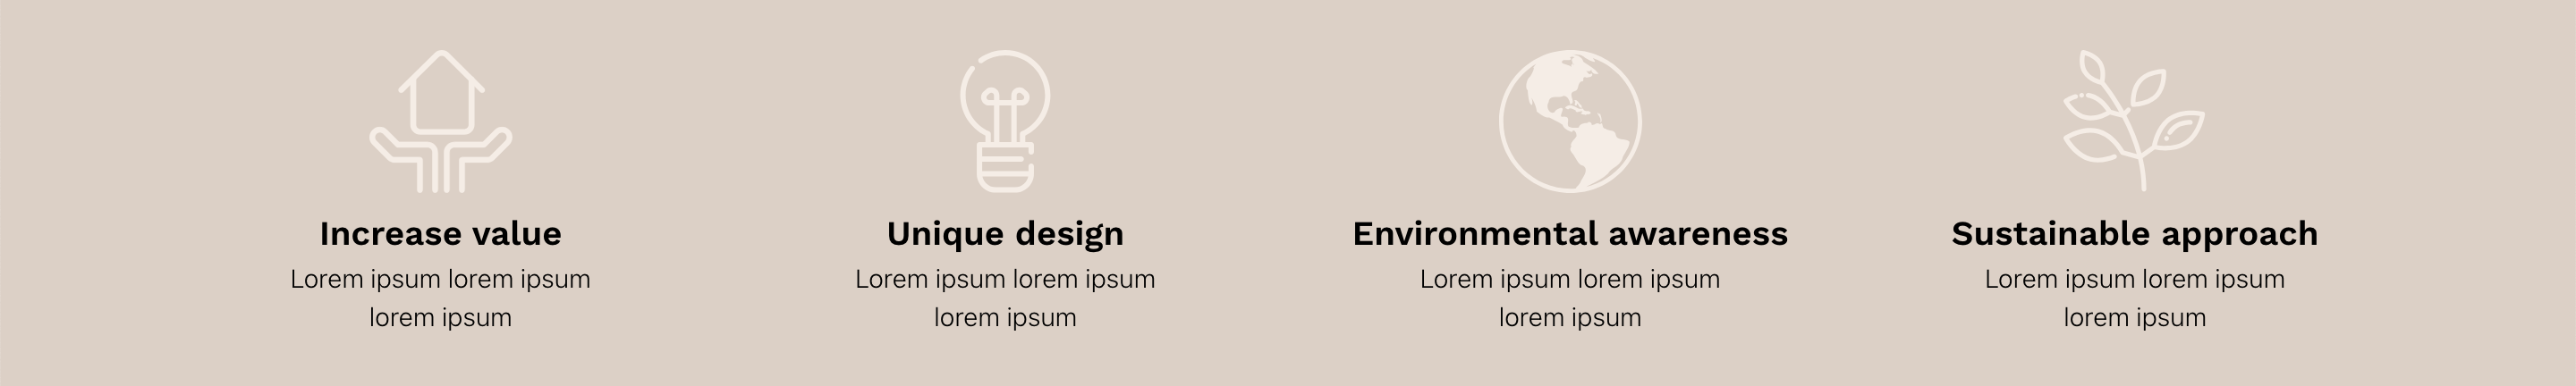 Increase value
Lorem ipsum lorem ipsum
lorem ipsum
Unique design
Lorem ipsum lorem ipsum
lorem ipsum
Environmental awareness
Lorem ipsum lorem ipsum
lorem ipsum
Sustainable approach
Lorem ipsum lorem ipsum
lorem ipsum